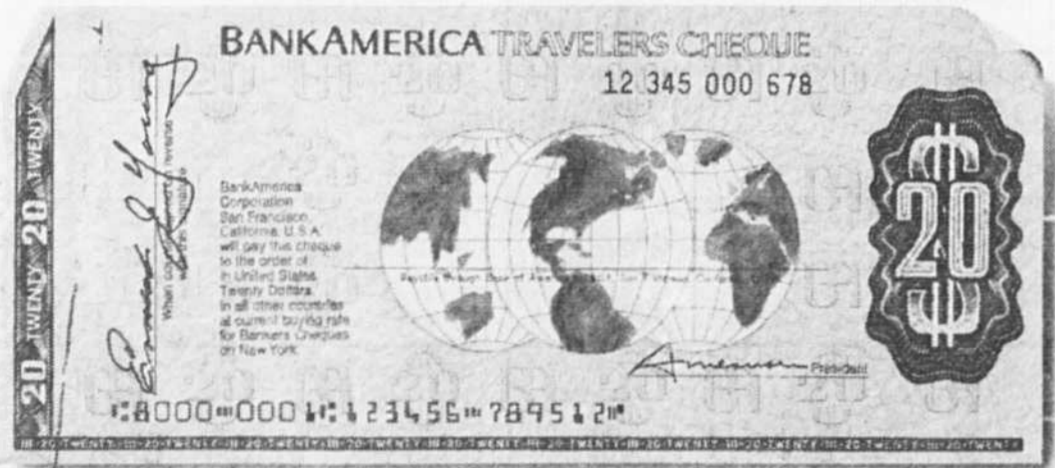 BANKAMERICA TRAVELERS CHEQUE
12 345 000 678
BankAmerica
Corporation
San Francisco,
California, U.S.A.
will pay this cheque
to the order of
in United States
Twenty Dollars
in all other countries
at current buying rate
for Bankers Cheques
on New York
$20
President
⑆8000⑉000 1⑆ 123456⑉ 789512⑈
20 TWENTY 20 TWENTY
20 TWENTY 20 TWENTY 20 TWENTY 20 TWENTY 20 TWENTY 20 TWENTY 20 TWENTY 20 TWENTY